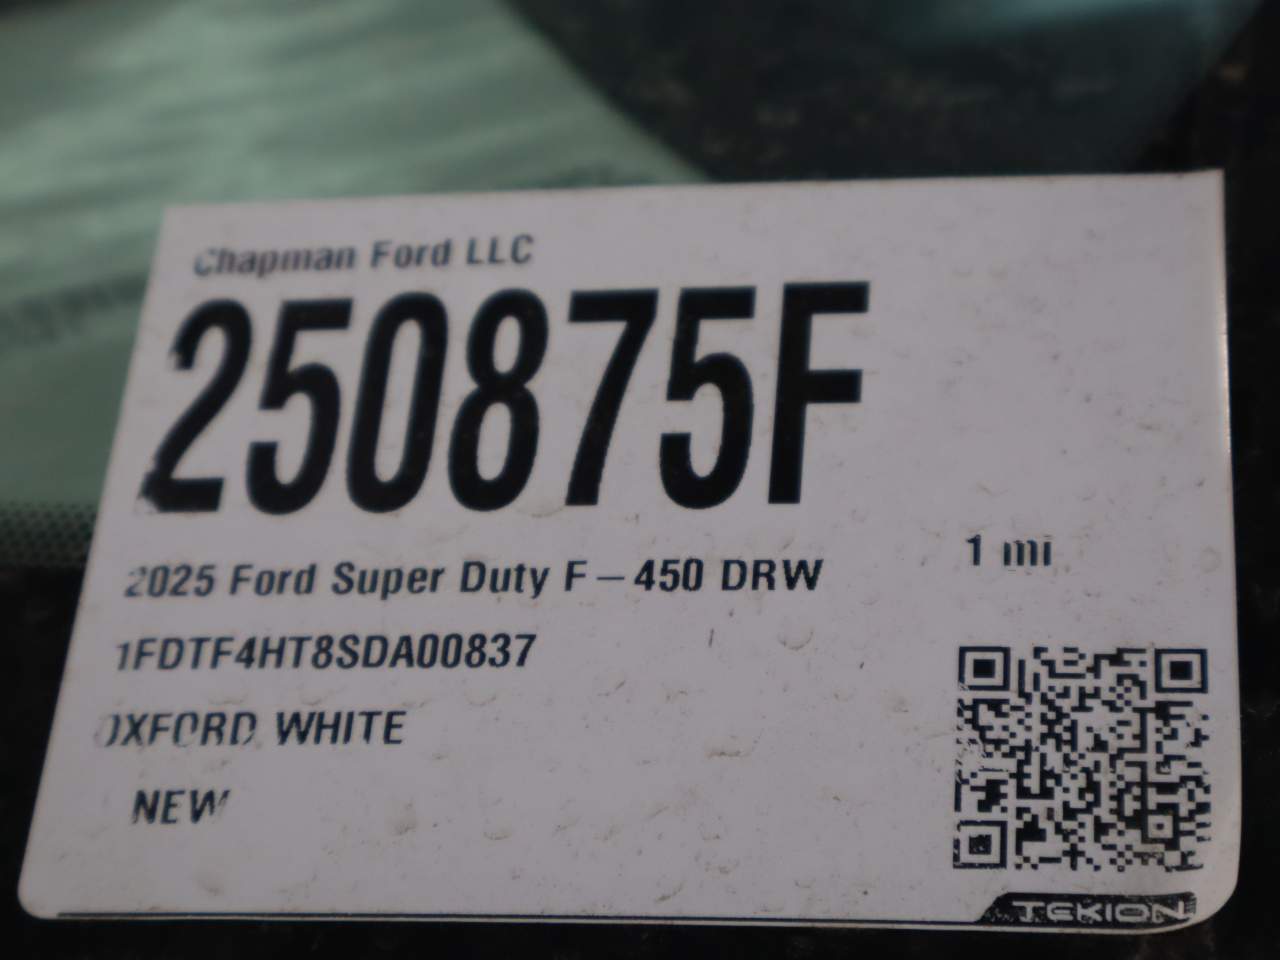 Chapman Ford LLC
250875F
2025 Ford Super Duty F-450 DRW
1 mi
1FDTF4HT8SDA00837
OXFORD WHITE
NEW
TEKION